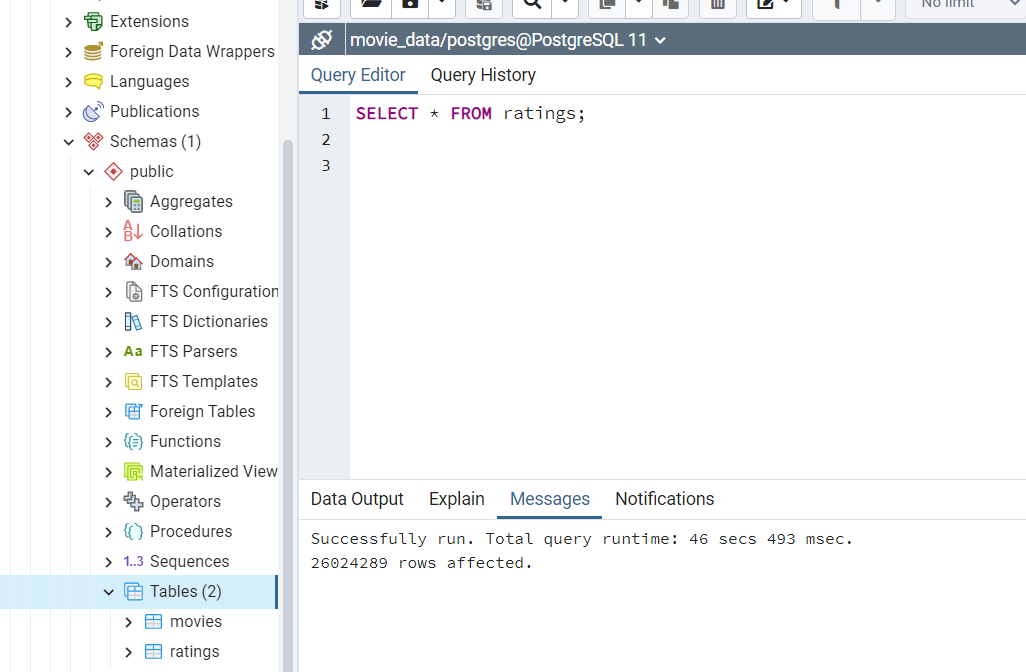 Extensions
Foreign Data Wrappers
Languages
Publications
Schemas (1)
public
Aggregates
Collations
Domains
FTS Configuration
FTS Dictionaries
Aa FTS Parsers
FTS Templates
Foreign Tables
Functions
Materialized View
Operators
Procedures
1..3 Sequences
Tables (2)
movies
ratings
No limit
movie_data/postgres@PostgreSQL 11
Query Editor Query History
1 SELECT * FROM ratings;
2
3
Data Output Explain Messages Notifications
Successfully run. Total query runtime: 46 secs 493 msec.
26024289 rows affected.